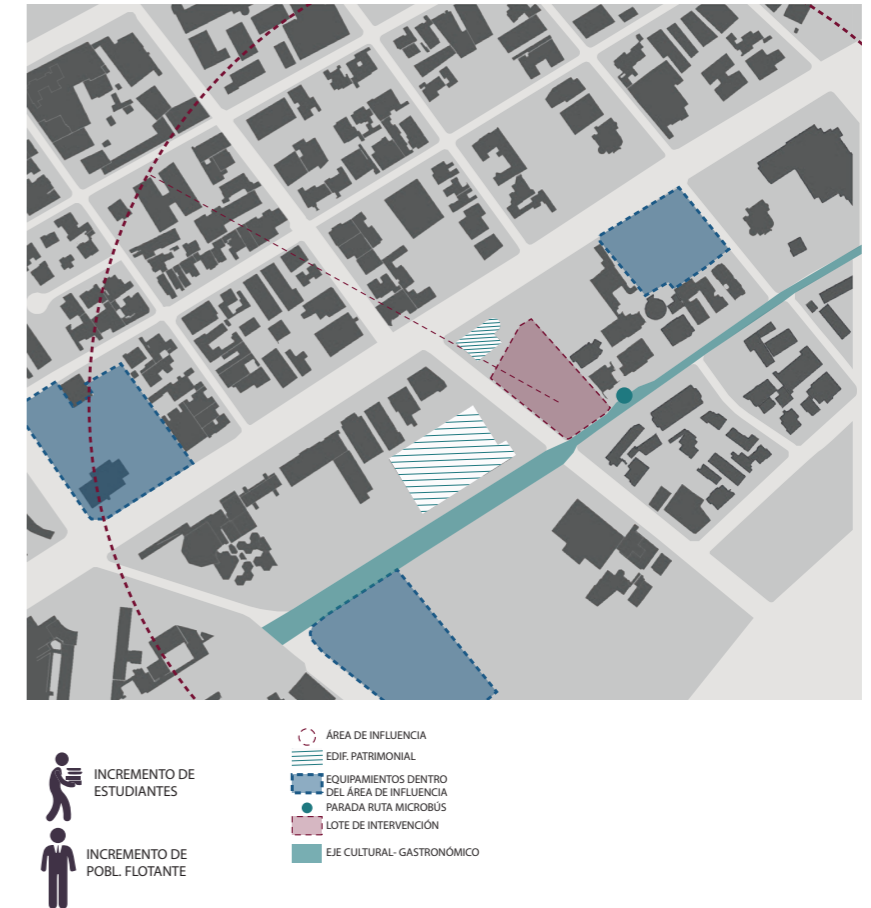 INCREMENTO DE
ESTUDIANTES
INCREMENTO DE
POBL. FLOTANTE
ÁREA DE INFLUENCIA
EDIF. PATRIMONIAL
EQUIPAMIENTOS DENTRO
DEL ÁREA DE INFLUENCIA
PARADA RUTA MICROBÚS
LOTE DE INTERVENCIÓN
EJE CULTURAL- GASTRONÓMICO